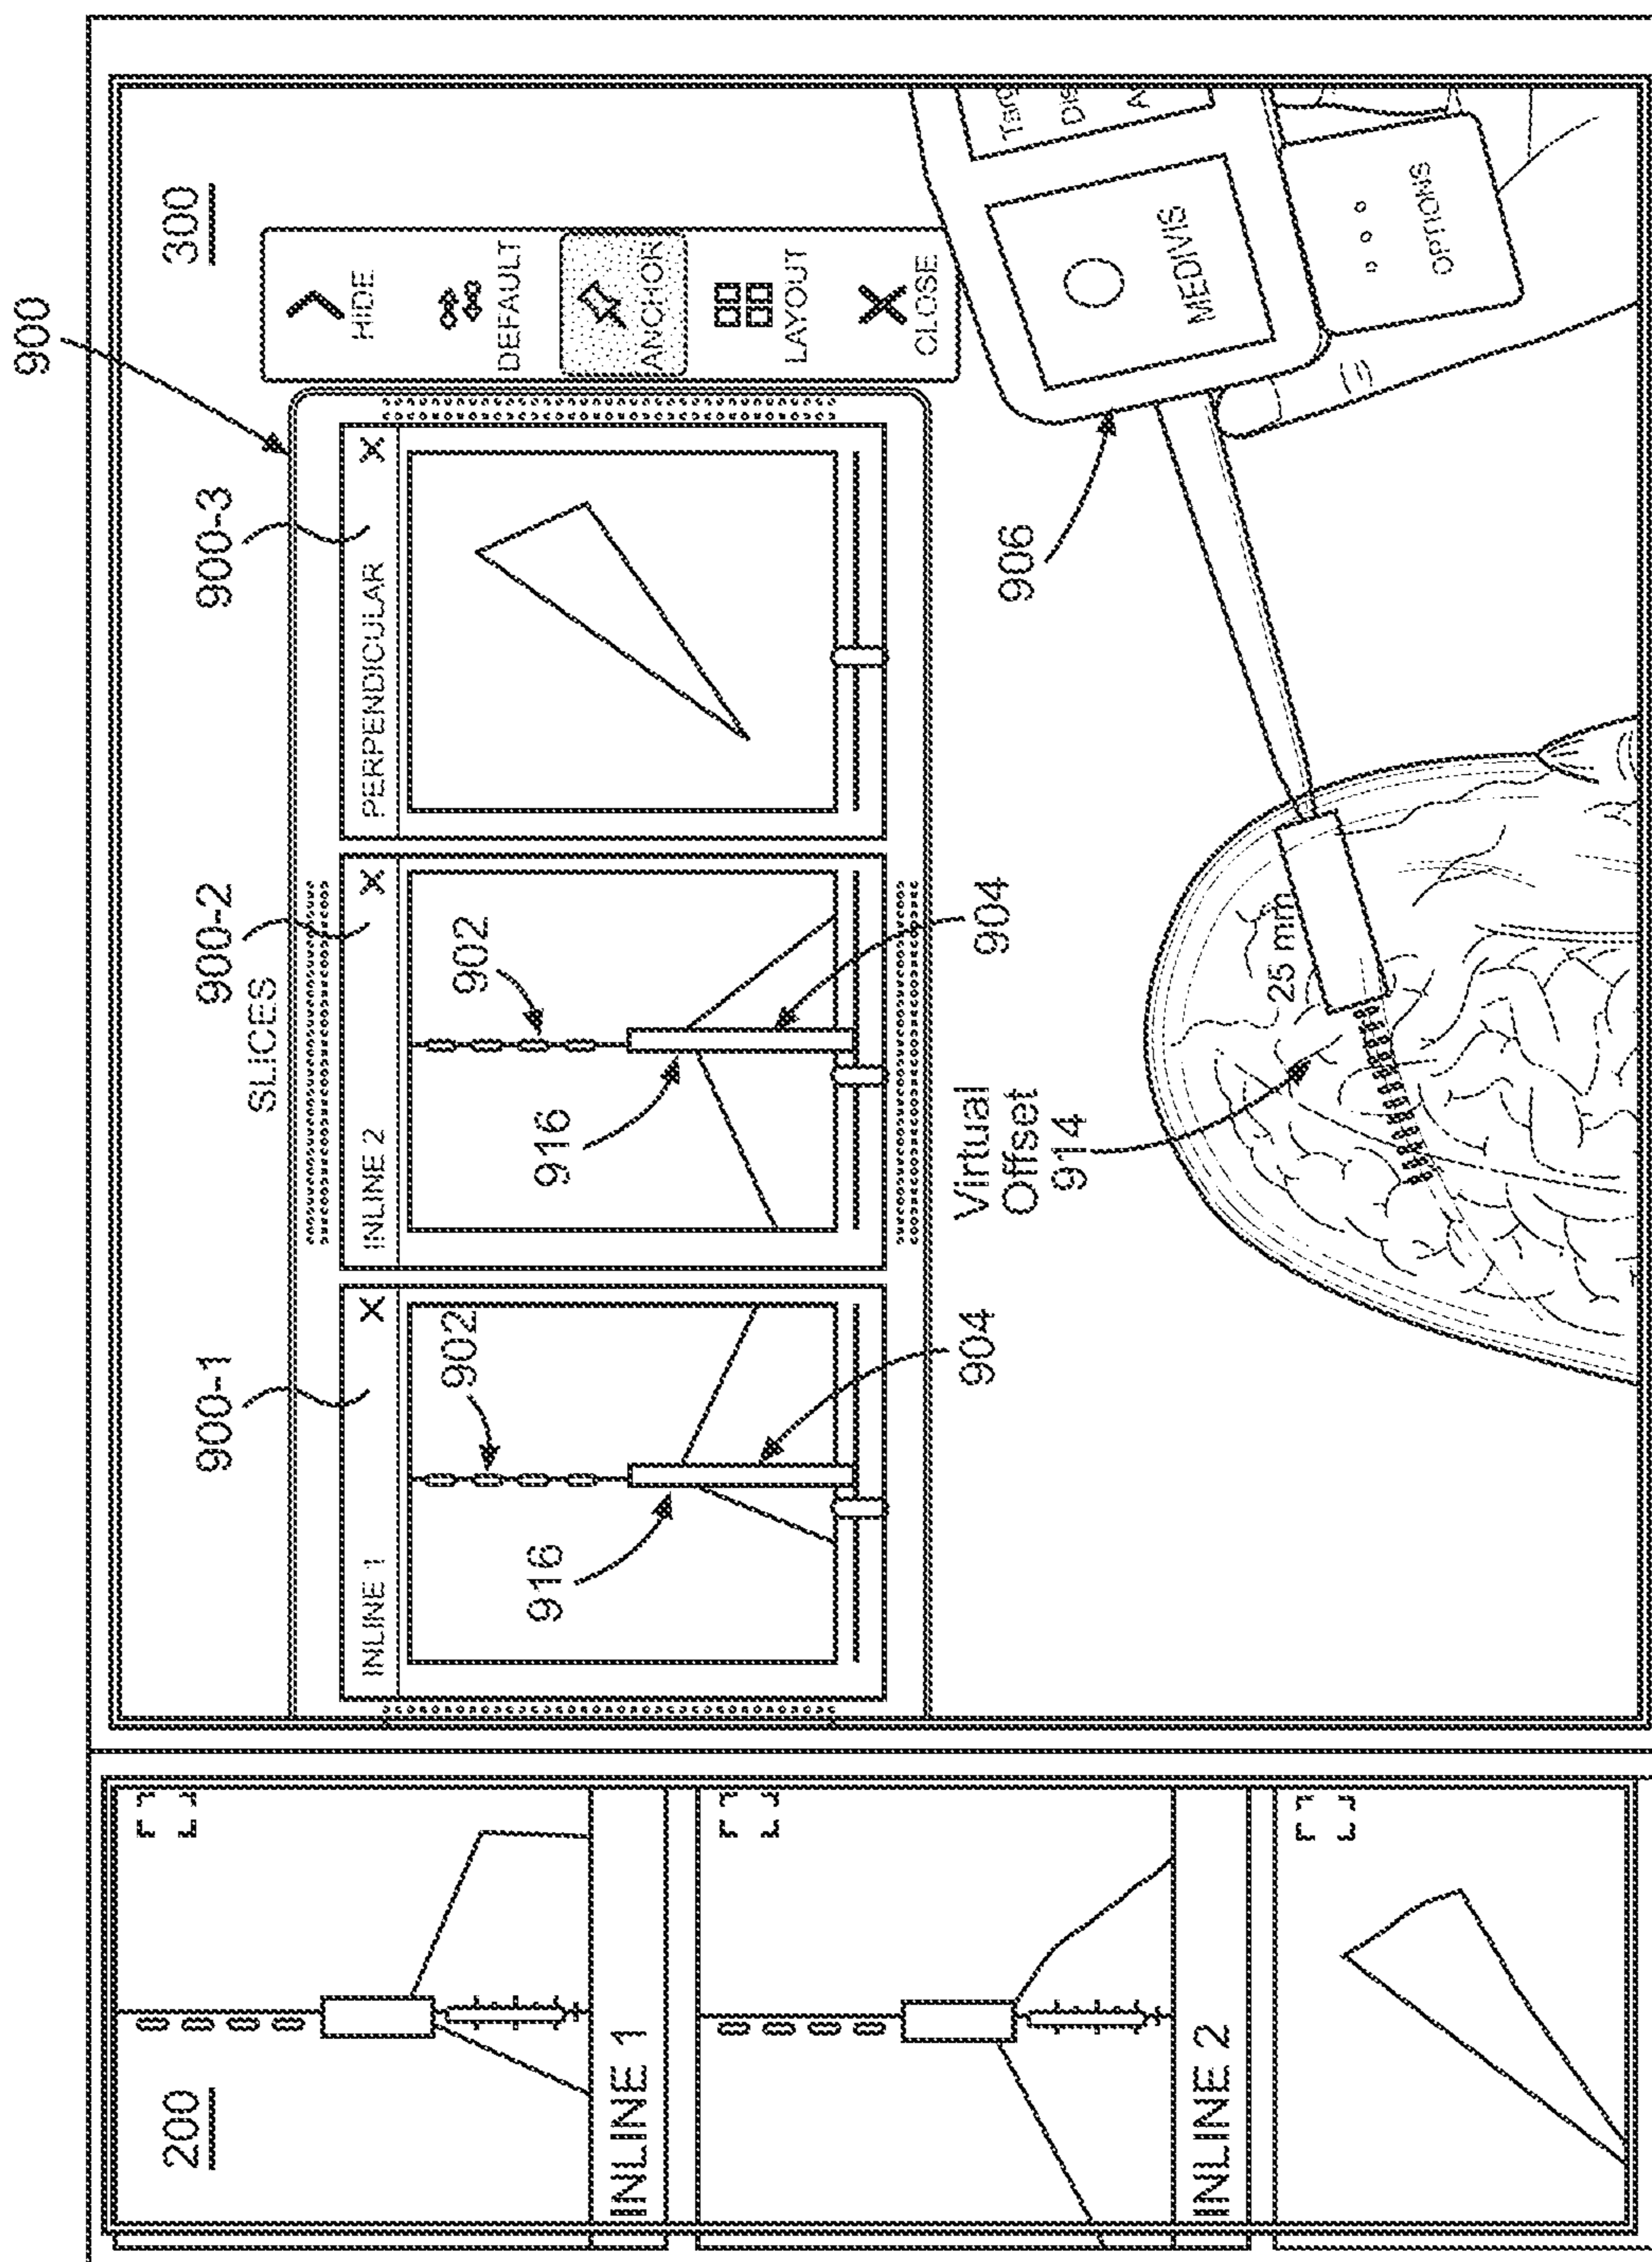 900
300
900-1
900-2
900-3
SLICES
INLINE 1
X
INLINE 2
X
PERPENDICULAR
X
HIDE
DEFAULT
ANCHOR
LAYOUT
CLOSE
902
902
916
916
904
904
906
Virtual
Offset
914
25 mm
MEDIVIS
OPTIONS
200
INLINE 1
INLINE 2